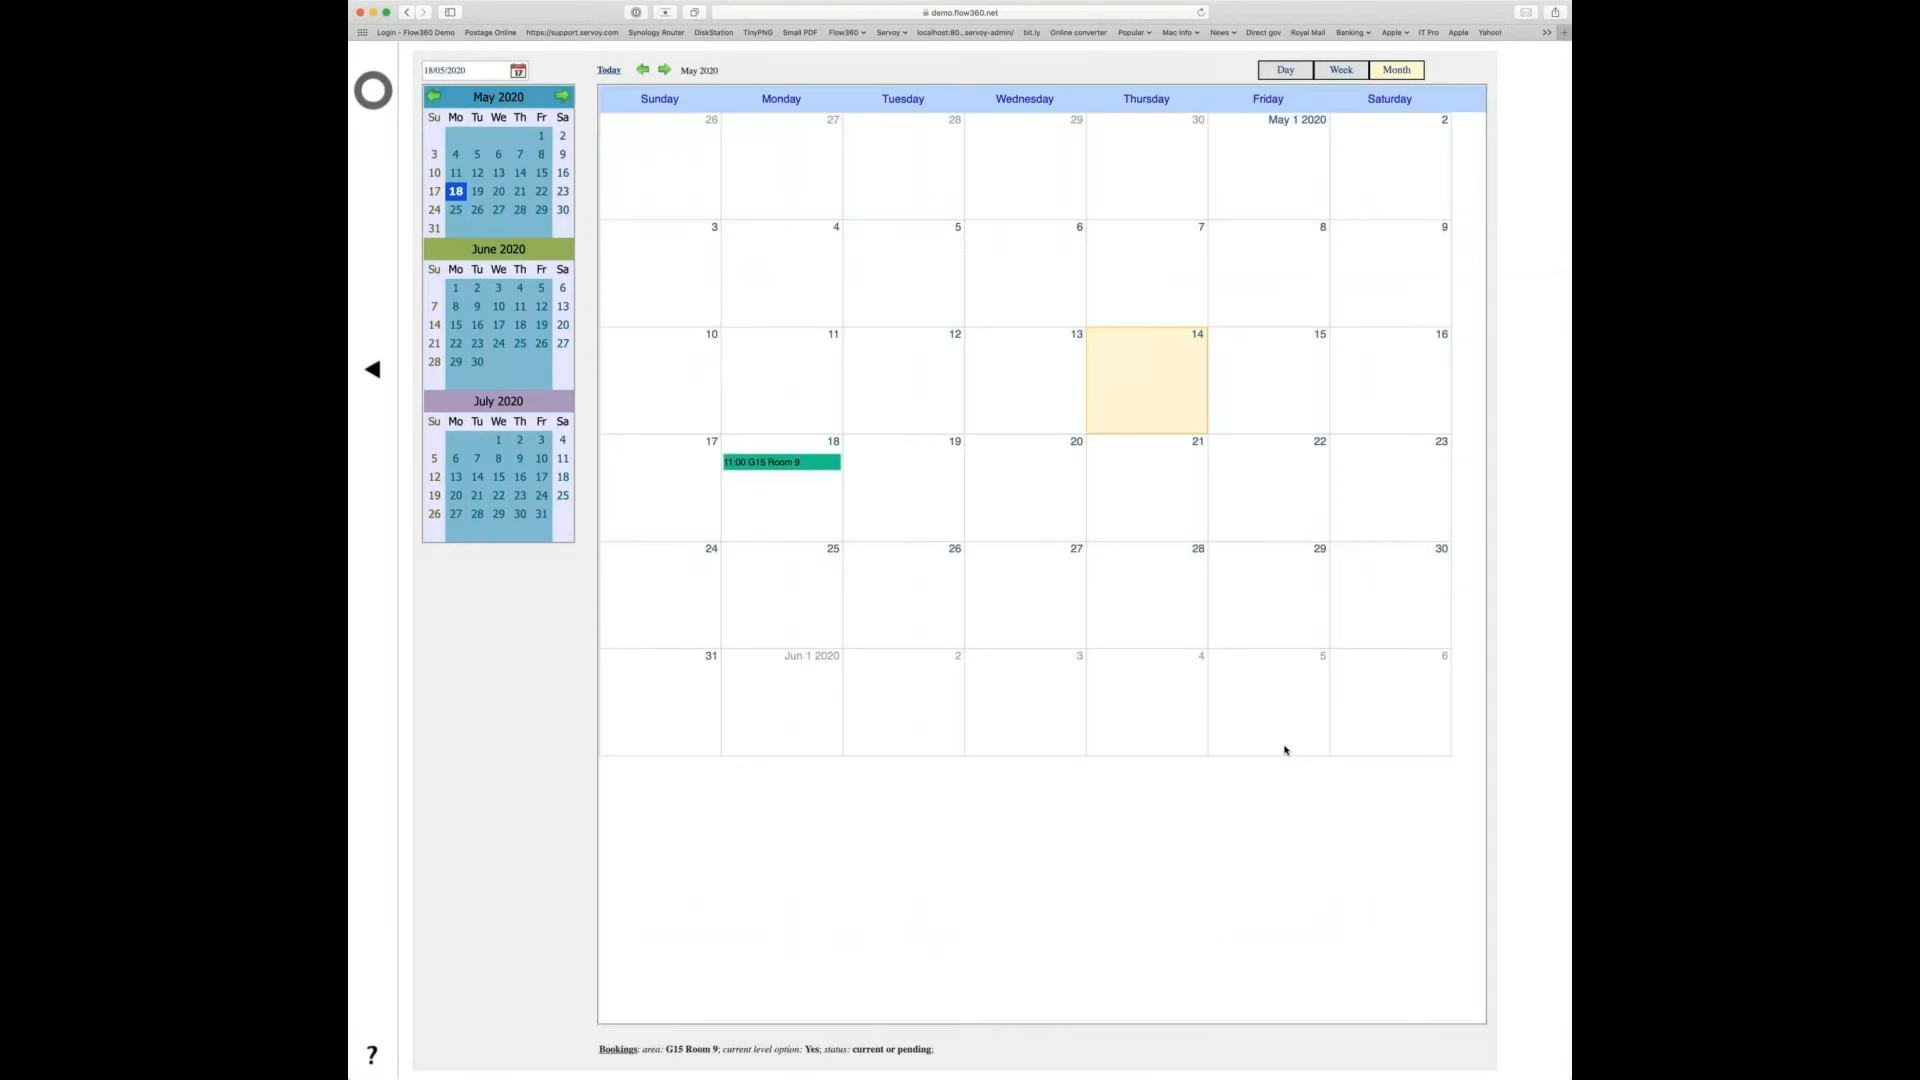 demo.flow360.net
Login - Flow360 Demo Postage Online https://support.servoy.com Synology Router DiskStation TinyPNG Small PDF Flow360 Servoy localhost:80...servoy-admin/ bit.ly Online converter Popular Mac Info News Direct gov Royal Mail Banking Apple IT Pro Apple Yahoo!
18/05/2020 17
Today May 2020 Day Week Month
May 2020
Su Mo Tu We Th Fr Sa
1 2
3 4 5 6 7 8 9
10 11 12 13 14 15 16
17 18 19 20 21 22 23
24 25 26 27 28 29 30
31
June 2020
Su Mo Tu We Th Fr Sa
1 2 3 4 5 6
7 8 9 10 11 12 13
14 15 16 17 18 19 20
21 22 23 24 25 26 27
28 29 30
July 2020
Su Mo Tu We Th Fr Sa
1 2 3 4
5 6 7 8 9 10 11
12 13 14 15 16 17 18
19 20 21 22 23 24 25
26 27 28 29 30 31
Sunday Monday Tuesday Wednesday Thursday Friday Saturday
26 27 28 29 30 May 1 2020 2
3 4 5 6 7 8 9
10 11 12 13 14 15 16
17 18 19 20 21 22 23
11:00 G15 Room 9
24 25 26 27 28 29 30
31 Jun 1 2020 2 3 4 5 6
Bookings: area: G15 Room 9; current level option: Yes; status: current or pending;
?